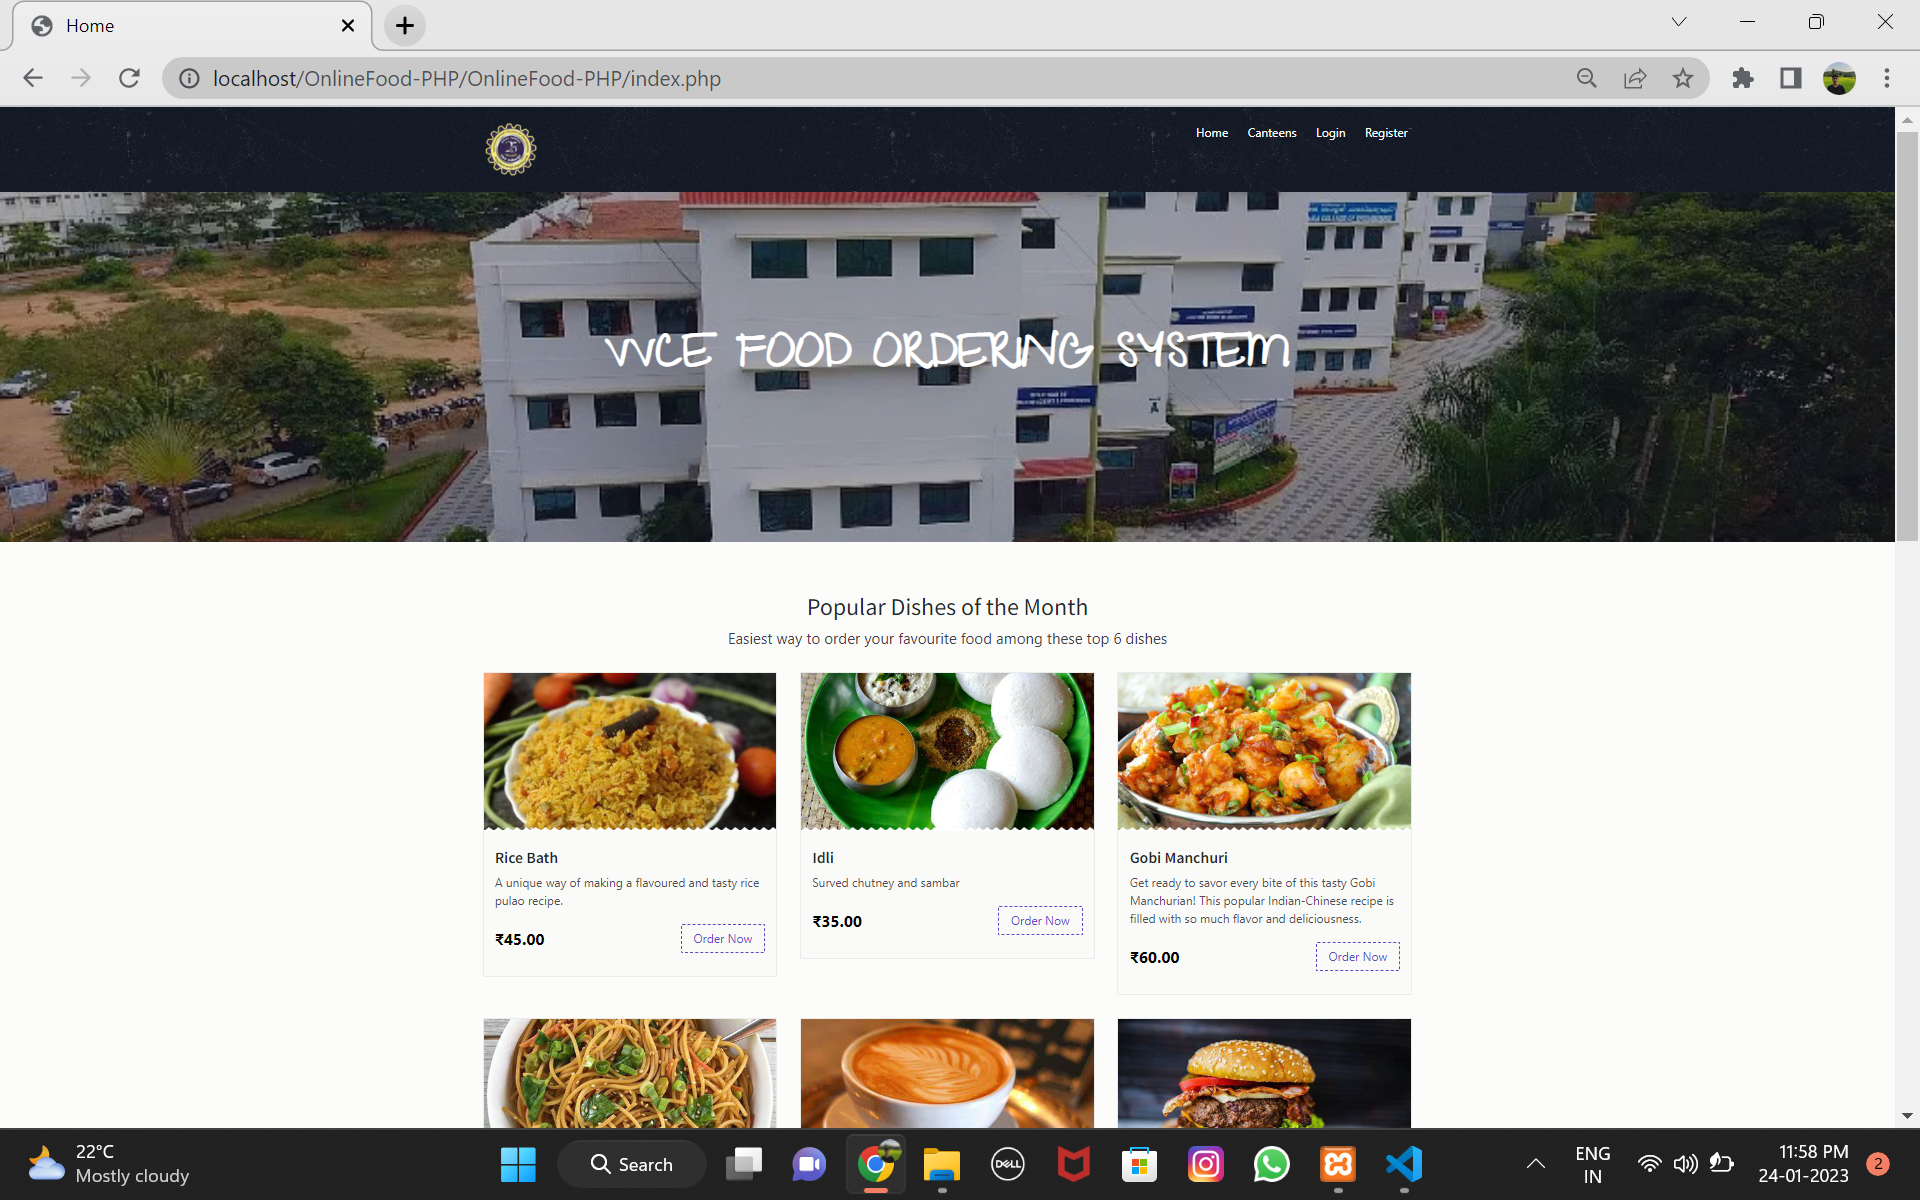 Home
localhost/OnlineFood-PHP/OnlineFood-PHP/index.php
Home Canteens Login Register
VVCE FOOD ORDERING SYSTEM
Popular Dishes of the Month
Easiest way to order your favourite food among these top 6 dishes
Rice Bath
A unique way of making a flavoured and tasty rice
pulao recipe.
₹45.00 Order Now
Idli
Surved chutney and sambar
₹35.00 Order Now
Gobi Manchuri
Get ready to savor every bite of this tasty Gobi
Manchurian! This popular Indian-Chinese recipe is
filled with so much flavor and deliciousness.
₹60.00 Order Now
22°C
Mostly cloudy
Search
DELL
ENG
IN
11:58 PM
24-01-2023
2